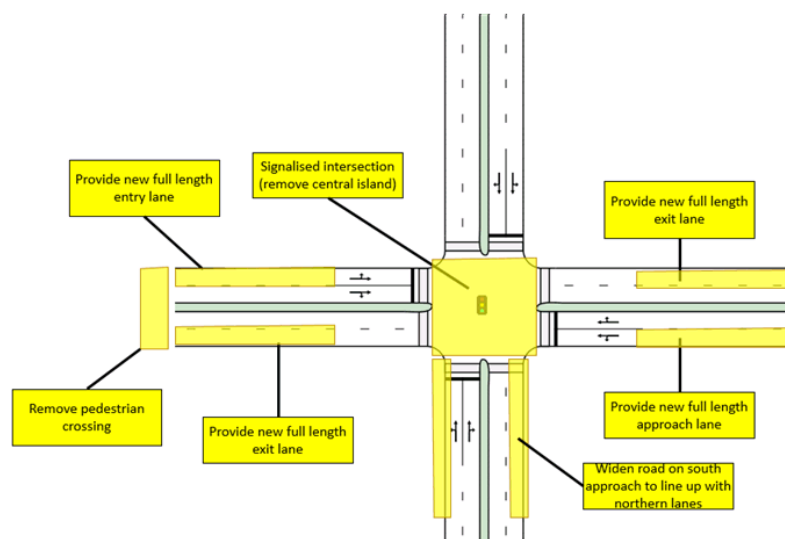 Signalised intersection
(remove central island)
Provide new full length
entry lane
Provide new full length
exit lane
Remove pedestrian
crossing
Provide new full length
exit lane
Provide new full length
approach lane
Widen road on south
approach to line up with
northern lanes